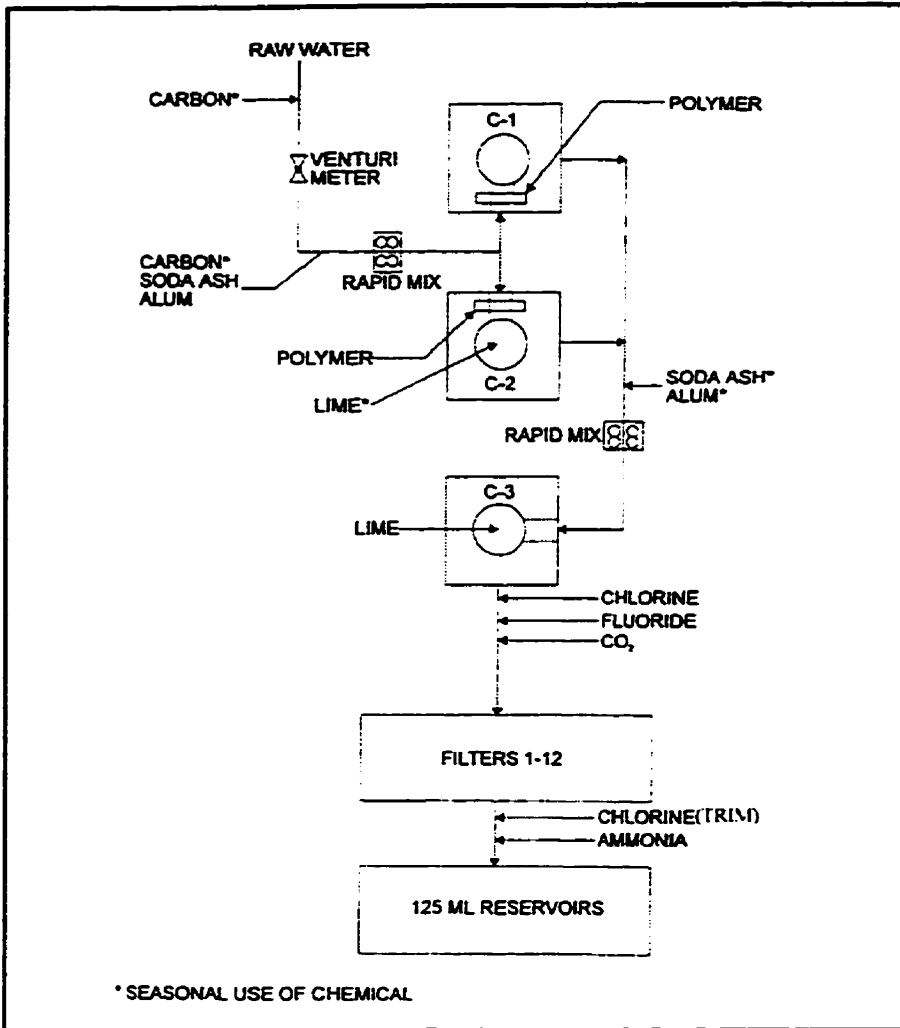 RAW WATER
CARBON*
VENTURI
METER
C-1
POLYMER
CARBON*
SODA ASH
ALUM
RAPID MIX
POLYMER
C-2
LIME*
SODA ASH*
ALUM*
RAPID MIX
C-3
LIME
CHLORINE
FLUORIDE
CO₂
FILTERS 1-12
CHLORINE(TRIM)
AMMONIA
125 ML RESERVOIRS
* SEASONAL USE OF CHEMICAL